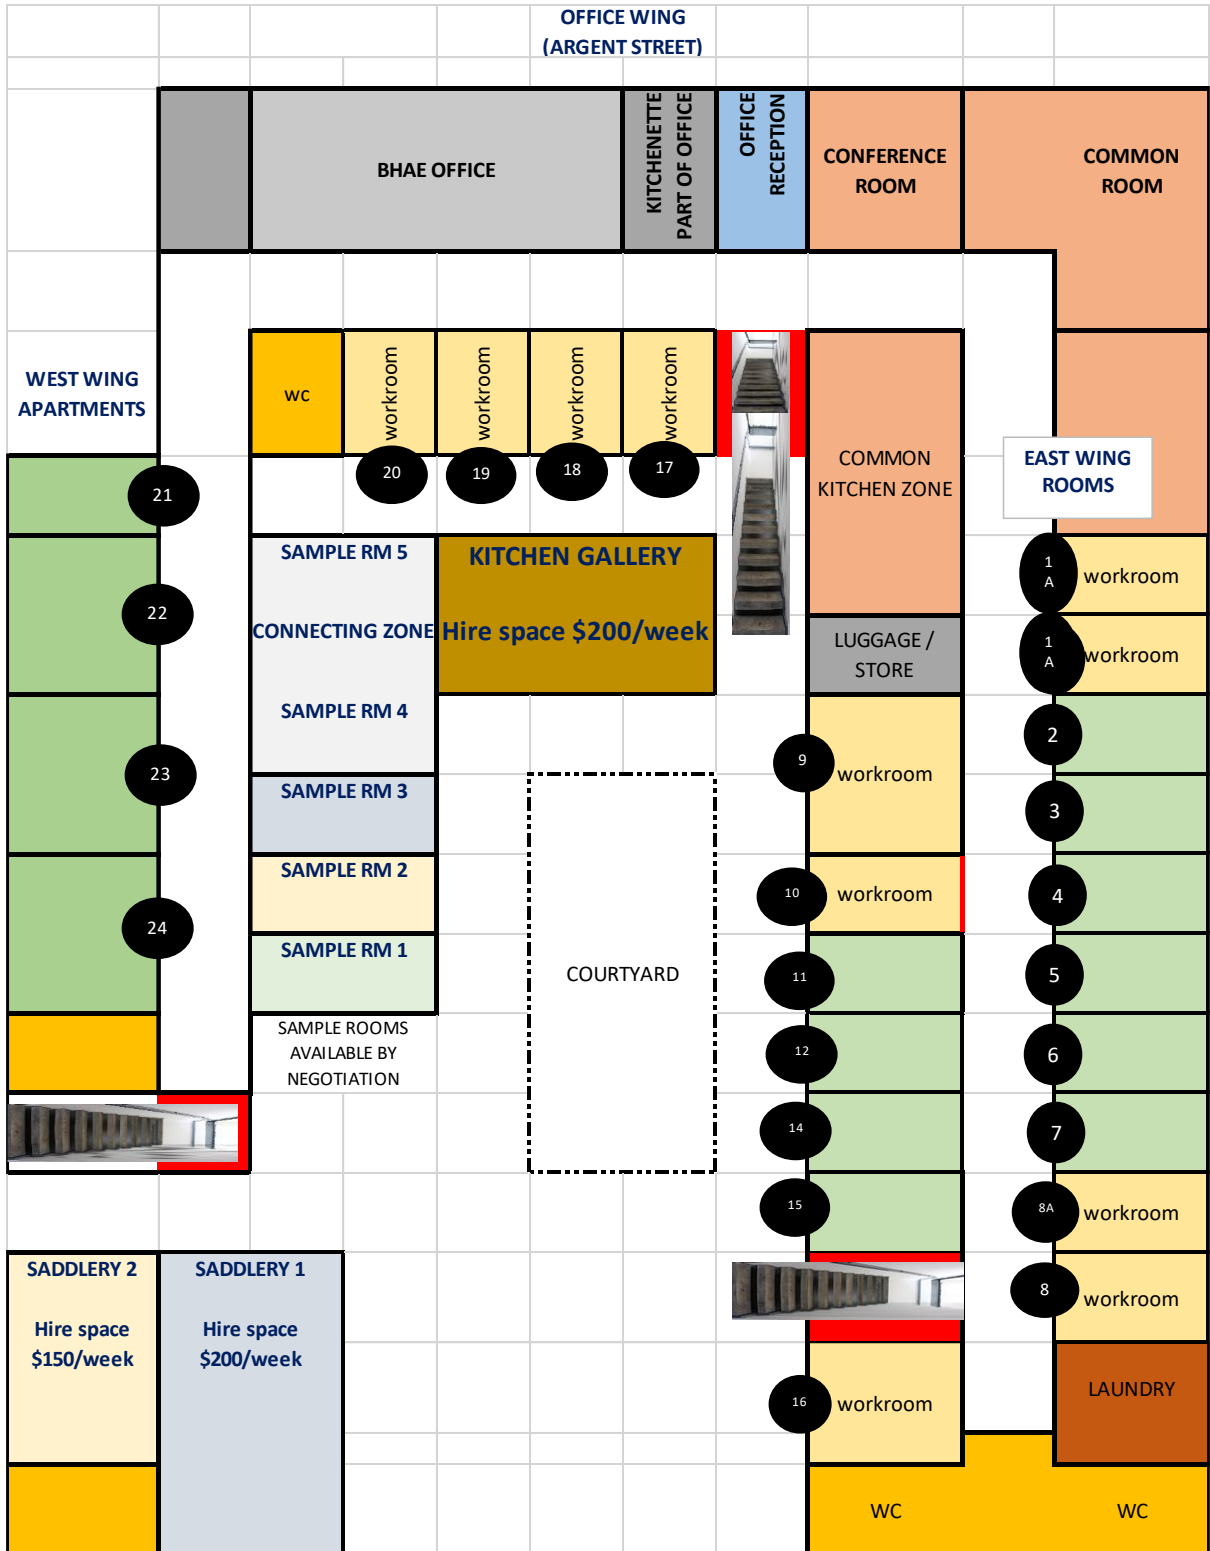 OFFICE WING
(ARGENT STREET)
BHAE OFFICE
KITCHENETTE
PART OF OFFICE
OFFICE
RECEPTION
CONFERENCE
ROOM
COMMON
ROOM
WEST WING
APARTMENTS
WC
workroom
workroom
workroom
workroom
20
19
18
17
COMMON
KITCHEN ZONE
EAST WING
ROOMS
21
22
23
24
SAMPLE RM 5
CONNECTING ZONE
SAMPLE RM 4
SAMPLE RM 3
SAMPLE RM 2
SAMPLE RM 1
SAMPLE ROOMS
AVAILABLE BY
NEGOTIATION
KITCHEN GALLERY
Hire space $200/week
COURTYARD
LUGGAGE /
STORE
9
workroom
10
workroom
11
12
14
15
16
workroom
1
A
workroom
1
A
workroom
2
3
4
5
6
7
8A
workroom
8
workroom
LAUNDRY
SADDLERY 2
Hire space
$150/week
SADDLERY 1
Hire space
$200/week
WC
WC